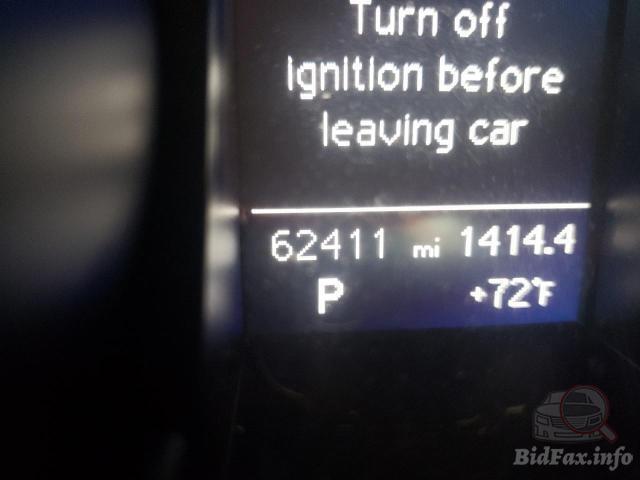 Turn off
ignition before
leaving car
62411 mi 1414.4
P +72°F
BidFax.info